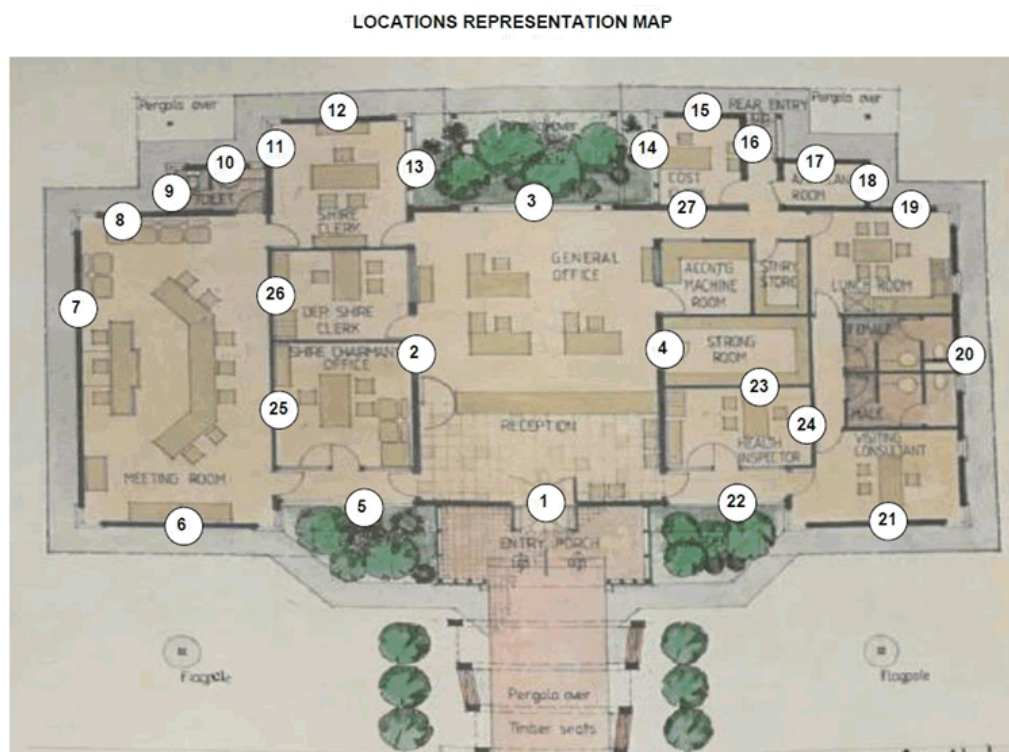 LOCATIONS REPRESENTATION MAP
Pergola over
12
15
REAR ENTRY
Pergola over
11
10
13
14
16
17
18
9
TOILET
COST
ROOM
8
SHIRE
CLERK
3
27
19
GENERAL
OFFICE
7
26
DEP. SHIRE
CLERK
ACCNT'G
MACHINE
ROOM
STNRY
STORE
LUNCH ROOM
2
SHIRE CHAIRMAN
OFFICE
4
STRONG
ROOM
FEMALE
20
25
23
MALE
RECEPTION
24
HEALTH
INSPECTOR
VISITING
CONSULTANT
MEETING ROOM
6
5
1
22
21
ENTRY PORCH
Flagpole
Flagpole
Pergola over
Timber seats